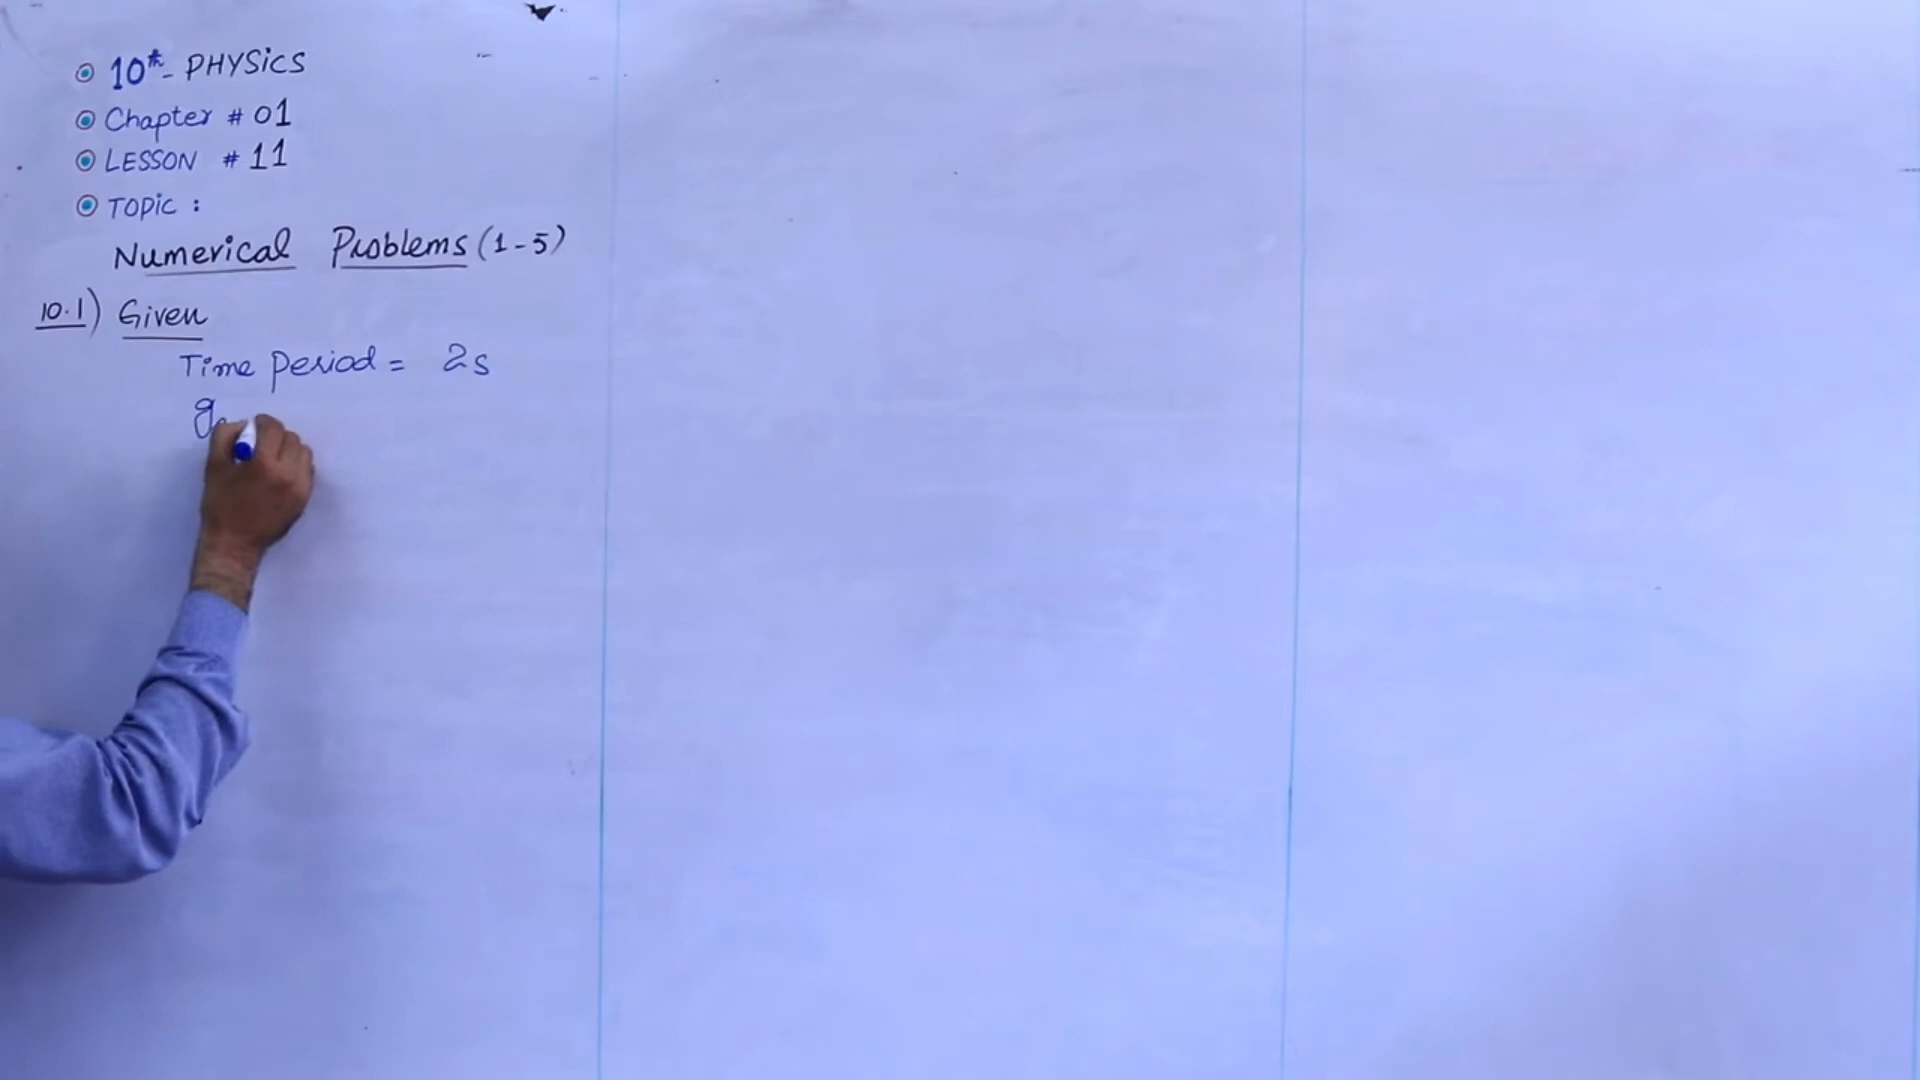 10th - PHYSiCS
Chapter # 01
LESSON # 11
TOPiC :
Numerical Problems (1-5)
10.1) Given
Time Period = 2s
g